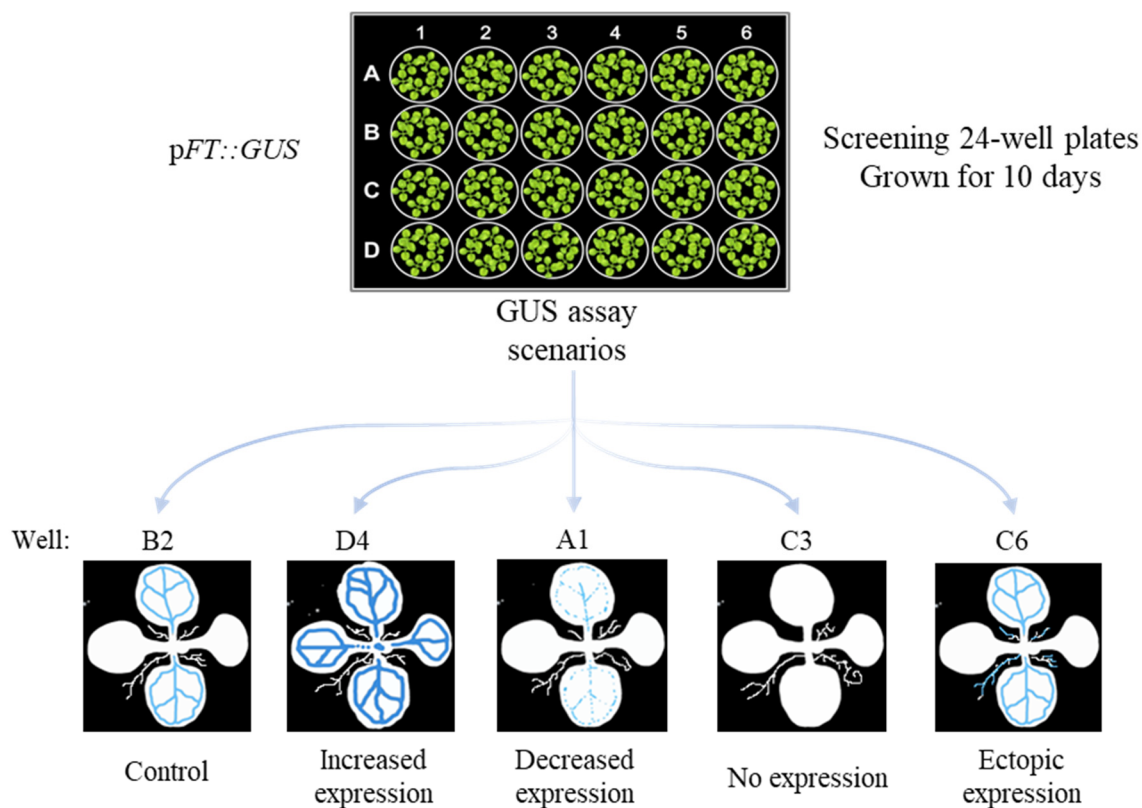 1 2 3 4 5 6
A
B
C
D
pFT::GUS
Screening 24-well plates
Grown for 10 days
GUS assay
scenarios
Well: B2 D4 A1 C3 C6
Control
Increased
expression
Decreased
expression
No expression
Ectopic
expression